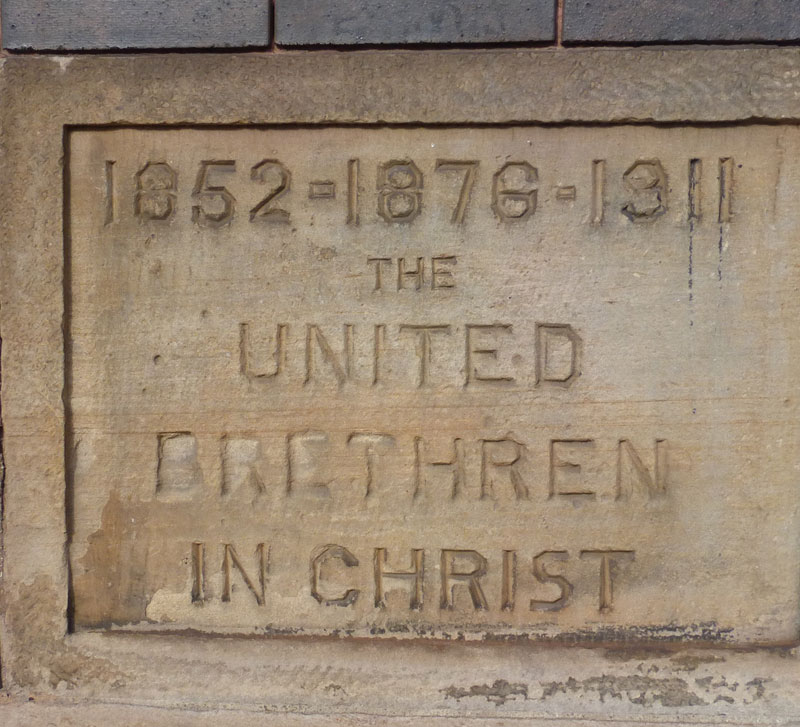 1852-1876-1911
THE
UNITED
BRETHREN
IN CHRIST